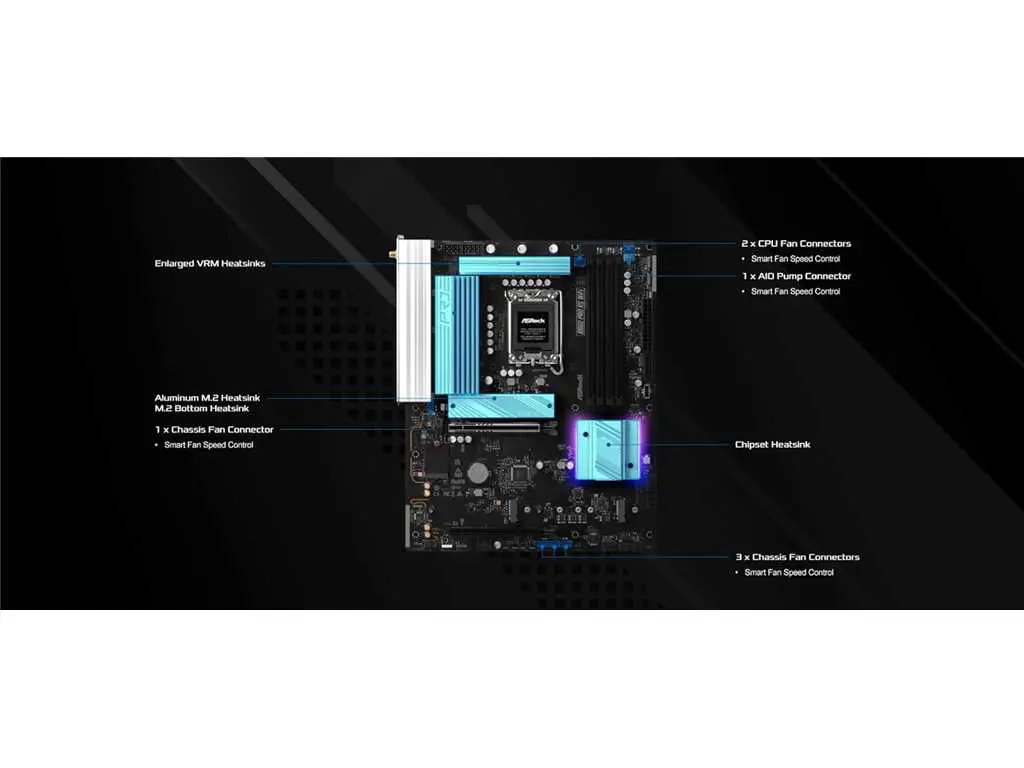 2 x CPU Fan Connectors
• Smart Fan Speed Control
Enlarged VRM Heatsinks
1 x AIO Pump Connector
• Smart Fan Speed Control
PRO
ASRock
Aluminum M.2 Heatsink
M.2 Bottom Heatsink
1 x Chassis Fan Connector
• Smart Fan Speed Control
Chipset Heatsink
3 x Chassis Fan Connectors
• Smart Fan Speed Control